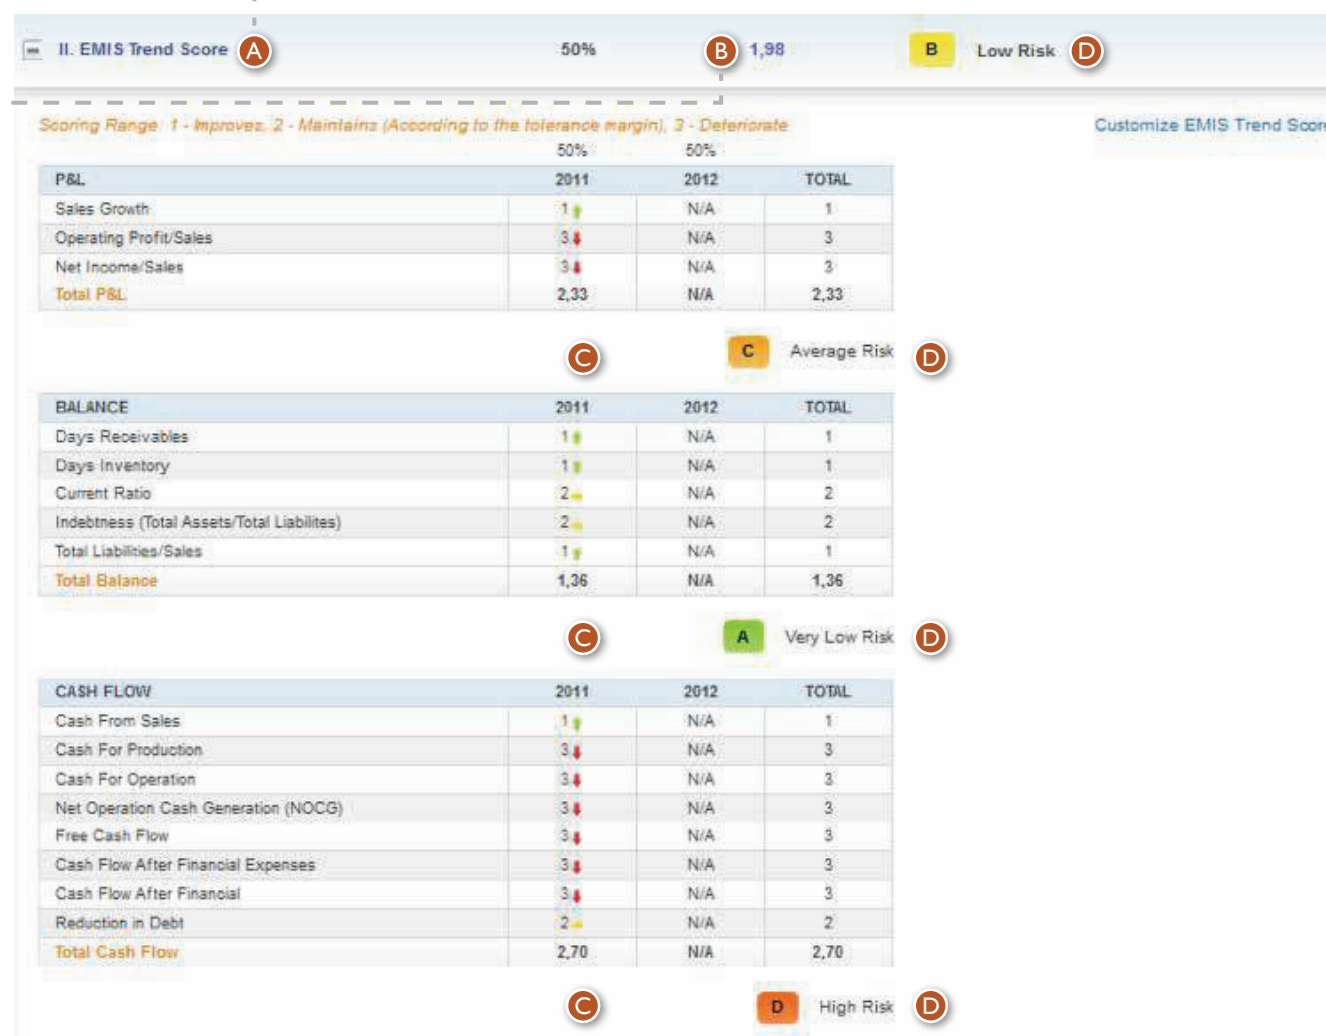 II. EMIS Trend Score A 50% B 1,98 B Low Risk D
Scoring Range: 1 - Improves, 2 - Maintains (According to the tolerance margin), 3 - Deteriorate
Customize EMIS Trend Score
50% 50%
P&L 2011 2012 TOTAL
Sales Growth 1 N/A 1
Operating Profit/Sales 3 N/A 3
Net Income/Sales 3 N/A 3
Total P&L 2,33 N/A 2,33
C C Average Risk D
BALANCE 2011 2012 TOTAL
Days Receivables 1 N/A 1
Days Inventory 1 N/A 1
Current Ratio 2 N/A 2
Indebtness (Total Assets/Total Liabilites) 2 N/A 2
Total Liabilities/Sales 1 N/A 1
Total Balance 1,36 N/A 1,36
C A Very Low Risk D
CASH FLOW 2011 2012 TOTAL
Cash From Sales 1 N/A 1
Cash For Production 3 N/A 3
Cash For Operation 3 N/A 3
Net Operation Cash Generation (NOCG) 3 N/A 3
Free Cash Flow 3 N/A 3
Cash Flow After Financial Expenses 3 N/A 3
Cash Flow After Financial 3 N/A 3
Reduction in Debt 2 N/A 2
Total Cash Flow 2,70 N/A 2,70
C D High Risk D